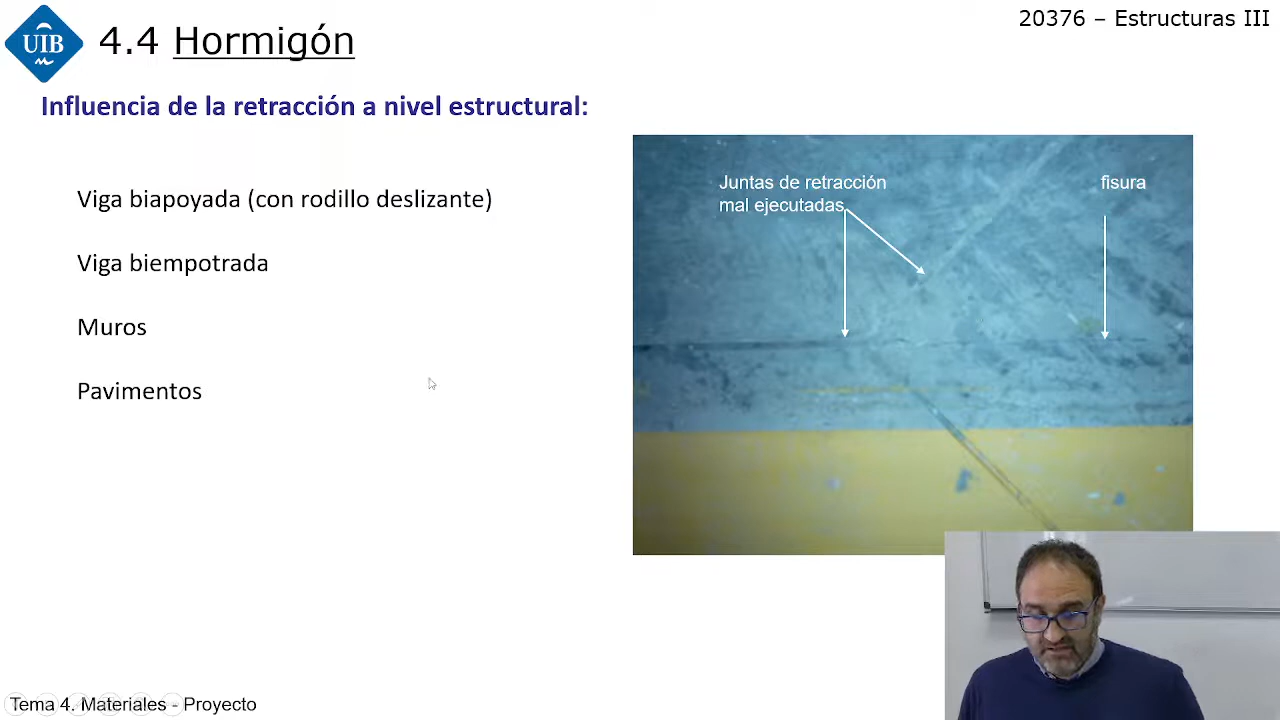 20376 – Estructuras III
UIB
4.4 Hormigón
Influencia de la retracción a nivel estructural:
Viga biapoyada (con rodillo deslizante)
Viga biempotrada
Muros
Pavimentos
Juntas de retracción
mal ejecutadas
fisura
Tema 4. Materiales - Proyecto